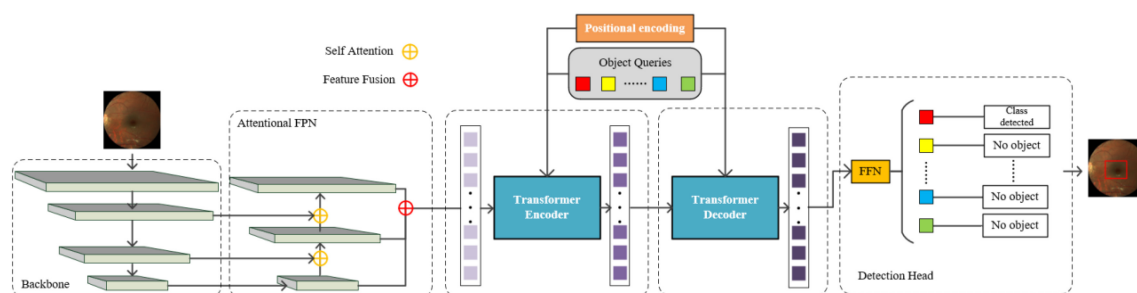 Positional encoding
Self Attention
Object Queries
......
Feature Fusion
Attentional FPN
Class
detected
No object
FFN
Transformer
Encoder
Transformer
Decoder
No object
No object
Backbone
Detection Head